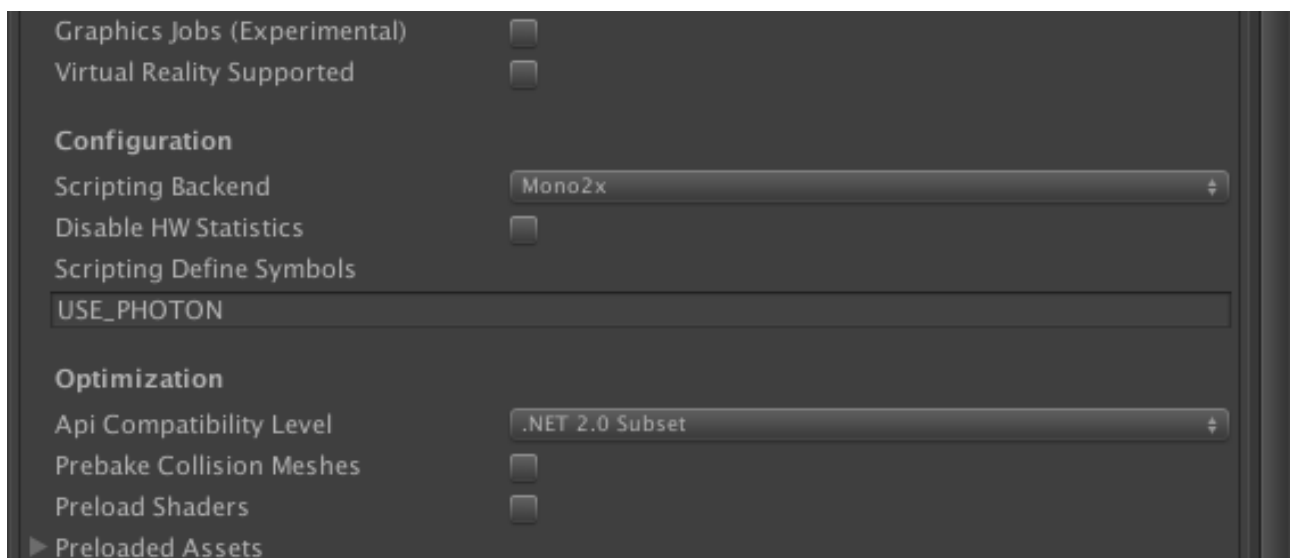 Graphics Jobs (Experimental)
Virtual Reality Supported
Configuration
Scripting Backend Mono2x
Disable HW Statistics
Scripting Define Symbols
USE_PHOTON
Optimization
Api Compatibility Level .NET 2.0 Subset
Prebake Collision Meshes
Preload Shaders
Preloaded Assets